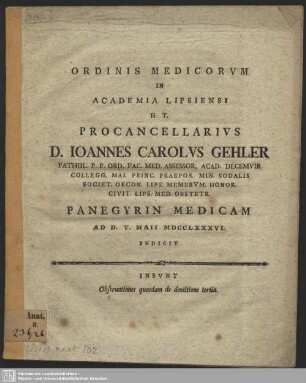 ORDINIS MEDICORVM
IN
ACADEMIA LIPSIENSI
H T.
PROCANCELLARIVS
D. IOANNES CAROLVS GEHLER
PATHOL. P. P. ORD. FAC. MED. ASSESSOR, ACAD. DECEMVIR
COLLEGG. MAI. PRINC. PRAEPOS. MIN. SODALIS
SOCIET. OECON. LIPS. MEMBRVM. HONOR.
CIVIT. LIPS. MED. OBSTETR.
PANEGYRIN MEDICAM
AD D. V. MAII MDCCLXXXVI.
INDICIT
INSVNT
Observationes quaedam de dentitione tertia.
Anat.